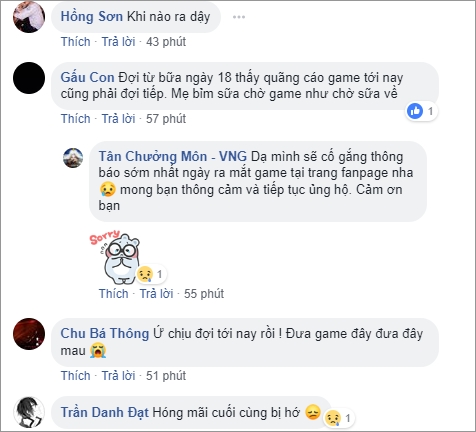 Hồng Sơn Khi nào ra dậy
Thích · Trả lời · 43 phút
Gấu Con Đợi từ bữa ngày 18 thấy quãng cáo game tới nay
cũng phải đợi tiếp. Mẹ bỉm sữa chờ game như chờ sữa về
1
Thích · Trả lời · 57 phút
Tân Chưởng Môn - VNG Dạ mình sẽ cố gắng thông
báo sớm nhất ngày ra mắt game tại trang fanpage nha
mong bạn thông cảm và tiếp tục ủng hộ. Cảm ơn
bạn
Sorry
1
Thích · Trả lời · 55 phút
Chu Bá Thông Ứ chịu đợi tới nay rồi ! Đưa game đây đưa đây
mau
Thích · Trả lời · 51 phút
Trần Danh Đạt Hóng mãi cuối cùng bị hớ
1